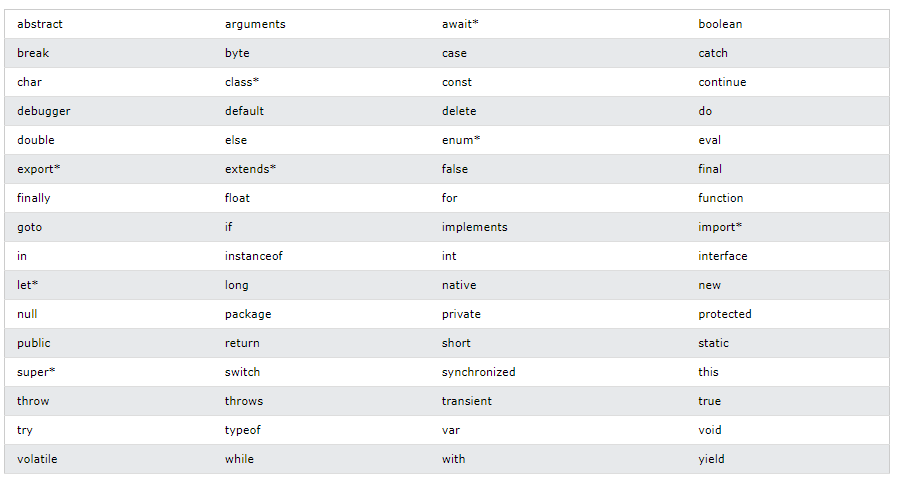 abstract arguments await* boolean
break byte case catch
char class* const continue
debugger default delete do
double else enum* eval
export* extends* false final
finally float for function
goto if implements import*
in instanceof int interface
let* long native new
null package private protected
public return short static
super* switch synchronized this
throw throws transient true
try typeof var void
volatile while with yield